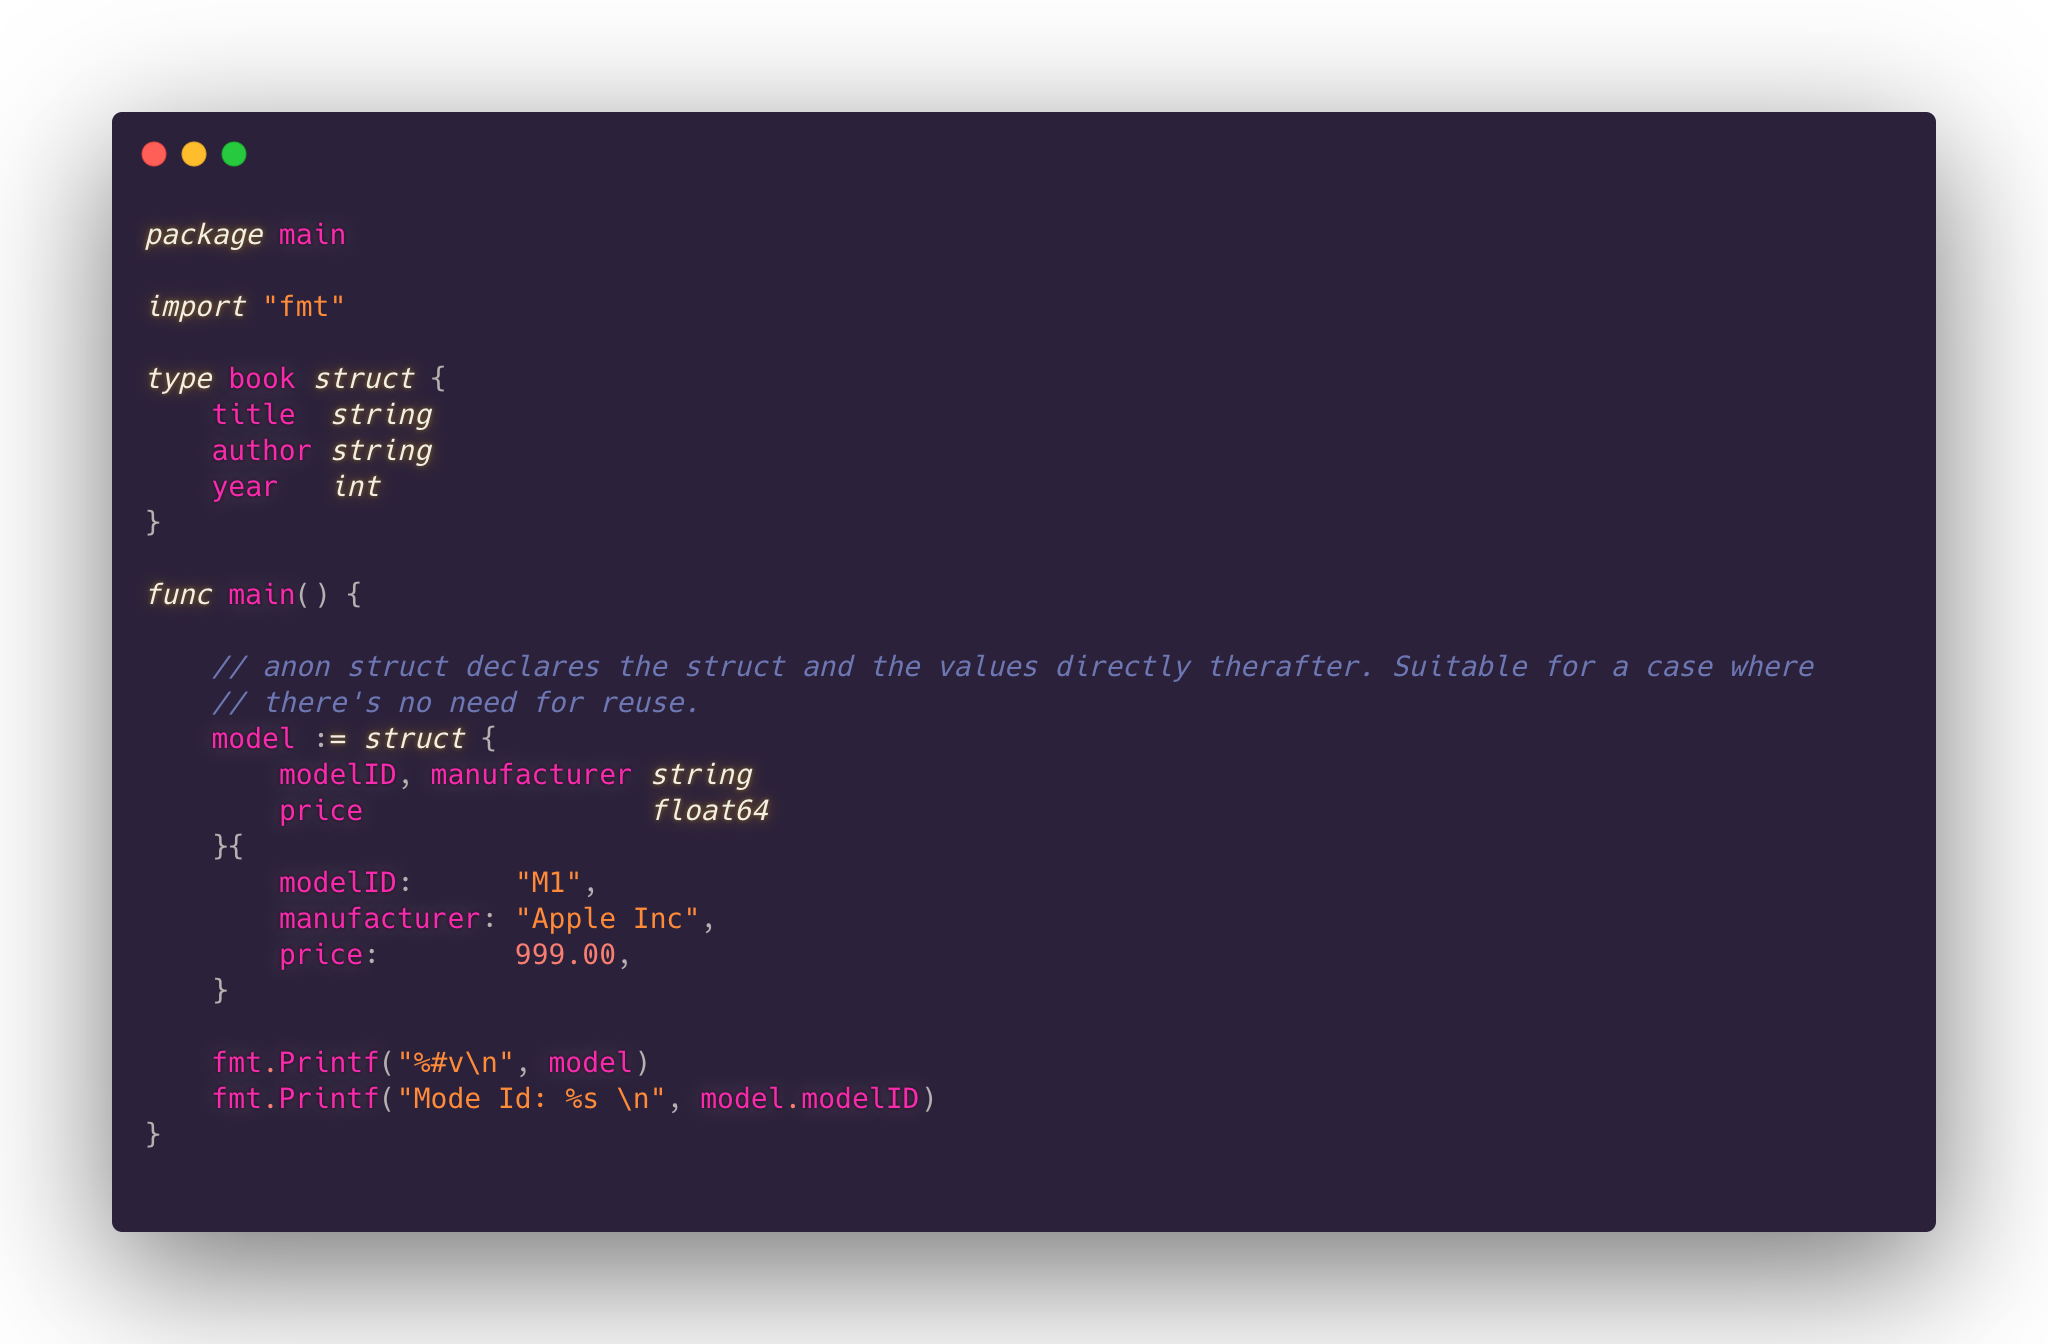 package main

import "fmt"

type book struct {
    title  string
    author string
    year   int
}

func main() {

    // anon struct declares the struct and the values directly therafter. Suitable for a case where
    // there's no need for reuse.
    model := struct {
        modelID, manufacturer string
        price                 float64
    }{
        modelID:      "M1",
        manufacturer: "Apple Inc",
        price:        999.00,
    }

    fmt.Printf("%#v\n", model)
    fmt.Printf("Mode Id: %s \n", model.modelID)
}